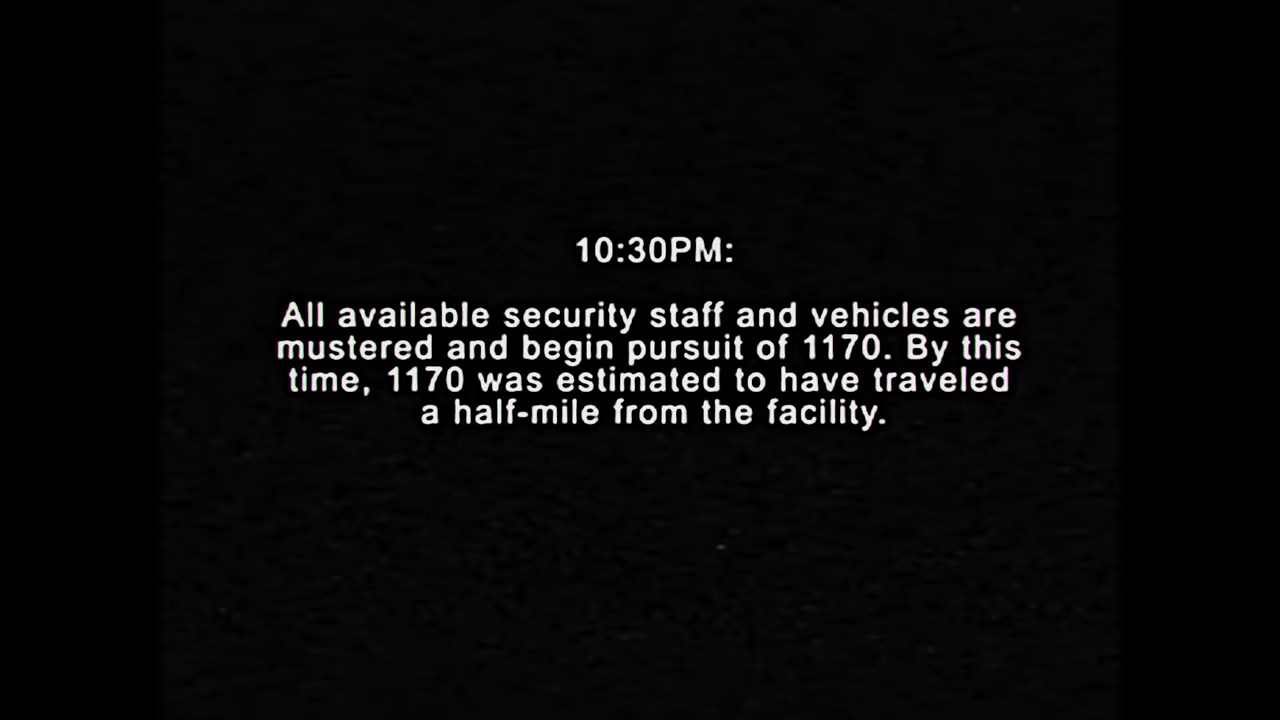 10:30PM:
All available security staff and vehicles are
mustered and begin pursuit of 1170. By this
time, 1170 was estimated to have traveled
a half-mile from the facility.